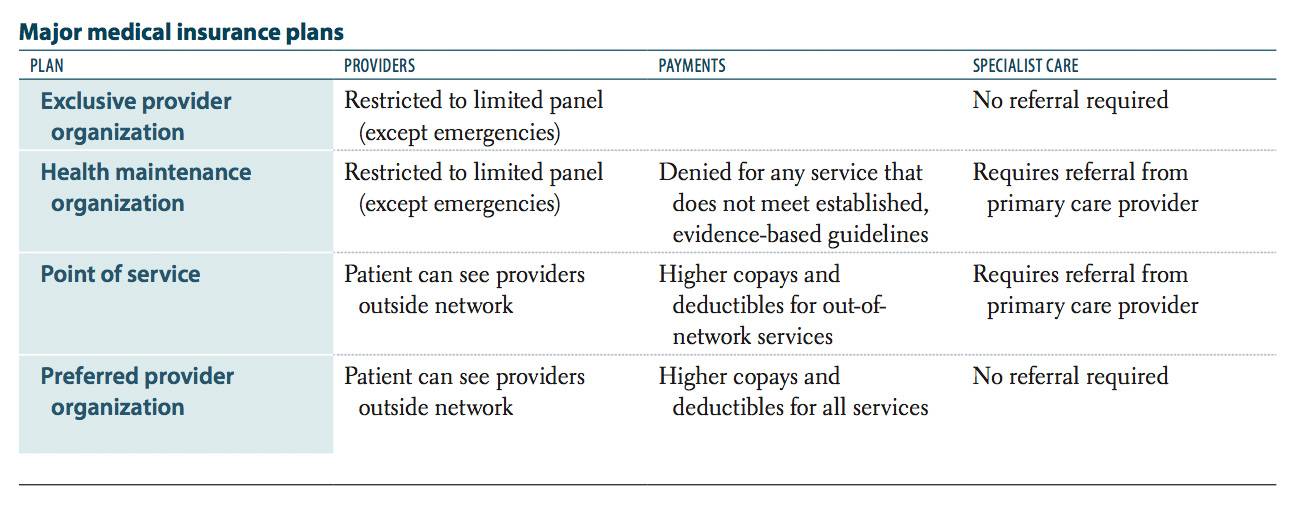 Major medical insurance plans
PLAN PROVIDERS PAYMENTS SPECIALIST CARE
Exclusive provider organization
Restricted to limited panel (except emergencies)
No referral required
Health maintenance organization
Restricted to limited panel (except emergencies)
Denied for any service that does not meet established, evidence-based guidelines
Requires referral from primary care provider
Point of service
Patient can see providers outside network
Higher copays and deductibles for out-of-network services
Requires referral from primary care provider
Preferred provider organization
Patient can see providers outside network
Higher copays and deductibles for all services
No referral required